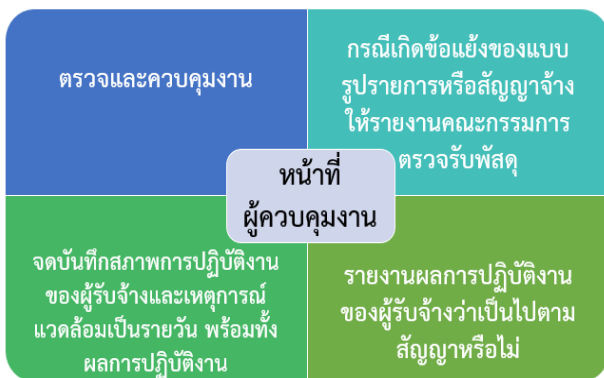 ตรวจและควบคุมงาน
กรณีเกิดข้อแย้งของแบบ
รูปรายการหรือสัญญาจ้าง
ให้รายงานคณะกรรมการ
ตรวจรับพัสดุ
หน้าที่
ผู้ควบคุมงาน
จดบันทึกสภาพการปฏิบัติงาน
ของผู้รับจ้างและเหตุการณ์
แวดล้อมเป็นรายวัน พร้อมทั้ง
ผลการปฏิบัติงาน
รายงานผลการปฏิบัติงาน
ของผู้รับจ้างว่าเป็นไปตาม
สัญญาหรือไม่